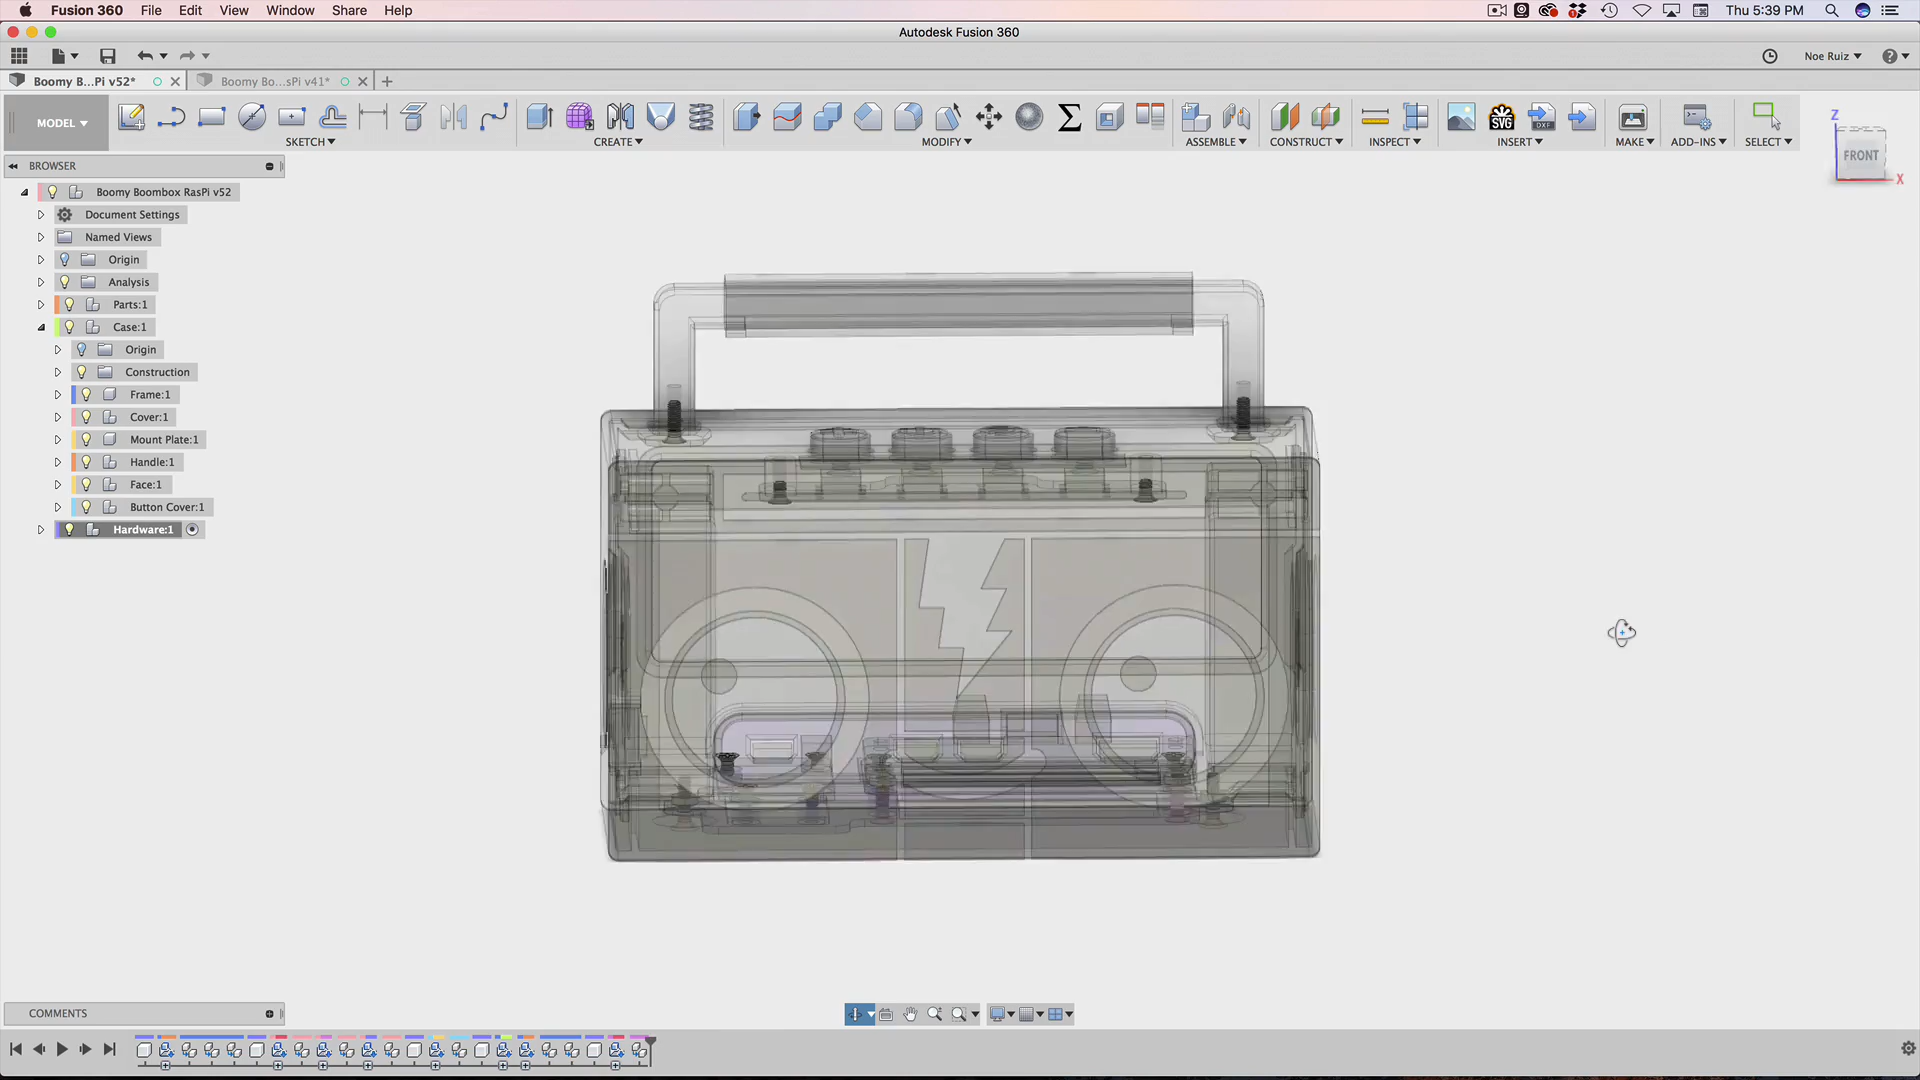 Fusion 360 File Edit View Window Share Help Thu 5:39 PM
Autodesk Fusion 360
Noe Ruiz
Boomy B...Pi v52* Boomy Bo...sPi v41*
MODEL
SKETCH CREATE MODIFY ASSEMBLE CONSTRUCT INSPECT INSERT MAKE ADD-INS SELECT
SVG
DXF
Z
FRONT
X
BROWSER
Boomy Boombox RasPi v52
Document Settings
Named Views
Origin
Analysis
Parts:1
Case:1
Origin
Construction
Frame:1
Cover:1
Mount Plate:1
Handle:1
Face:1
Button Cover:1
Hardware:1
COMMENTS